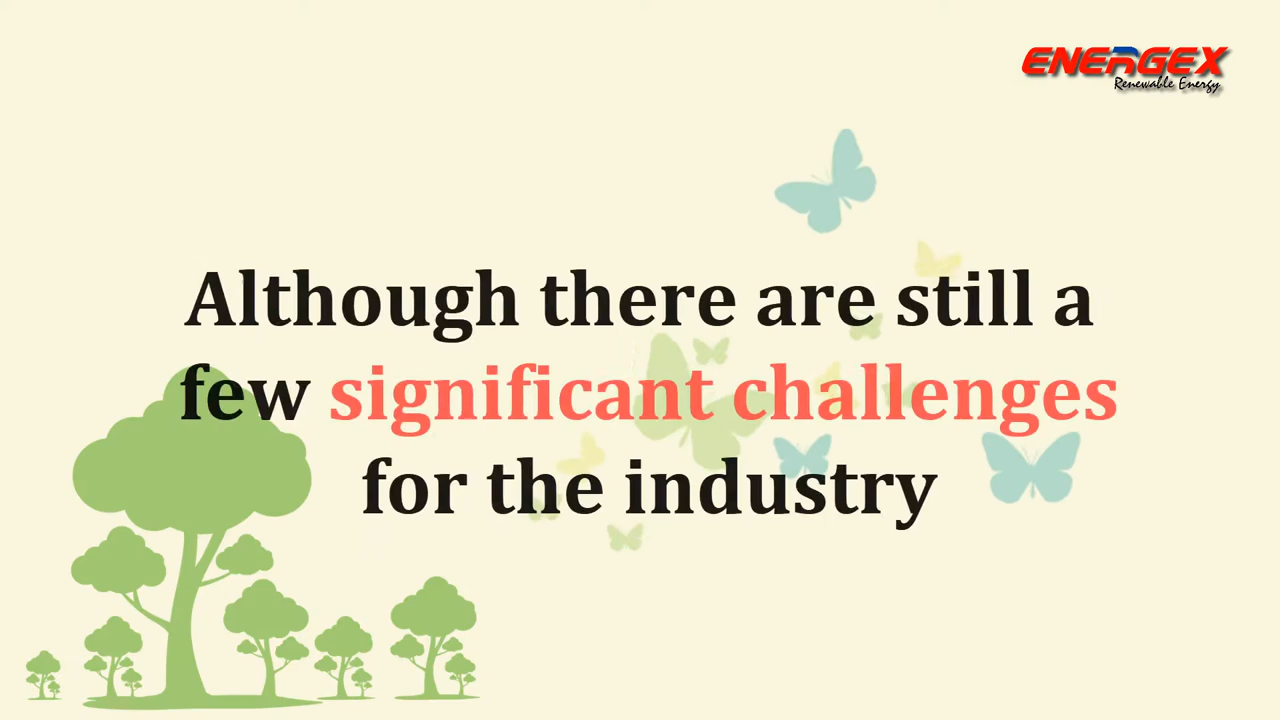 ENERGEX
Renewable Energy
Although there are still a
few significant challenges
for the industry